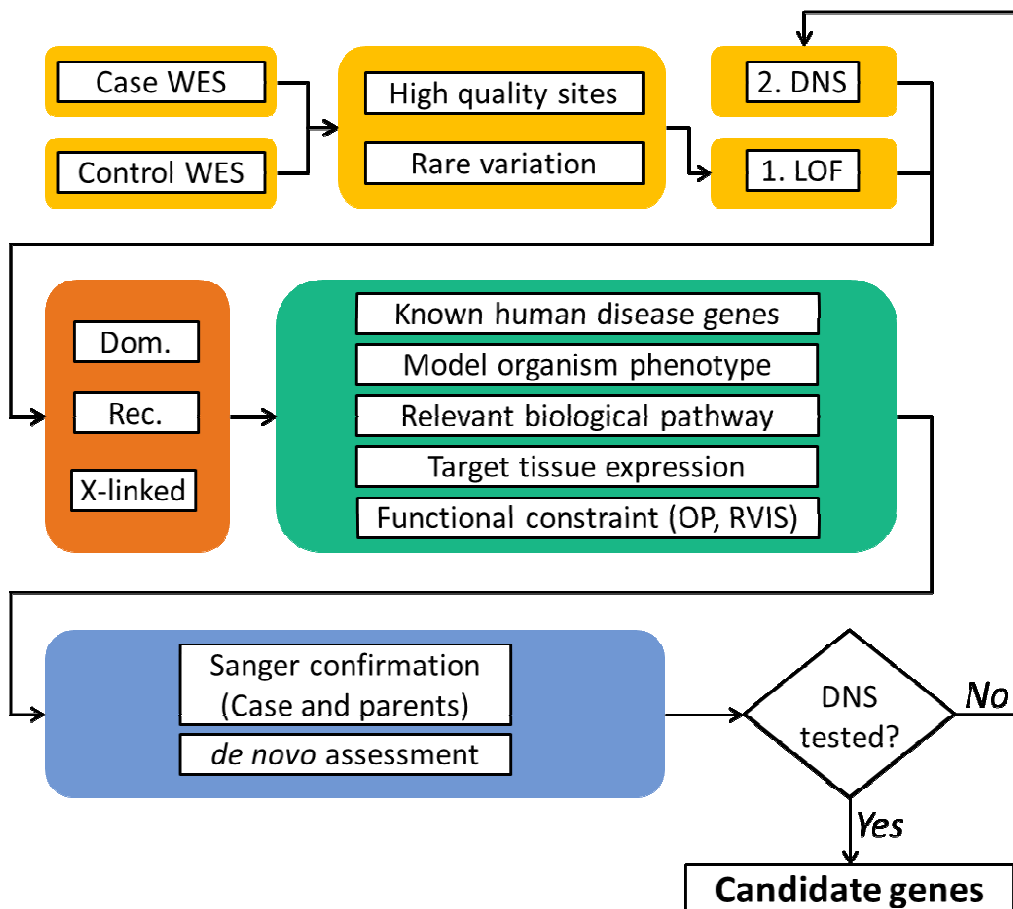 Case WES
Control WES
High quality sites
Rare variation
2. DNS
1. LOF
Dom.
Rec.
X-linked
Known human disease genes
Model organism phenotype
Relevant biological pathway
Target tissue expression
Functional constraint (OP, RVIS)
Sanger confirmation
(Case and parents)
de novo assessment
DNS
tested?
No
Yes
Candidate genes